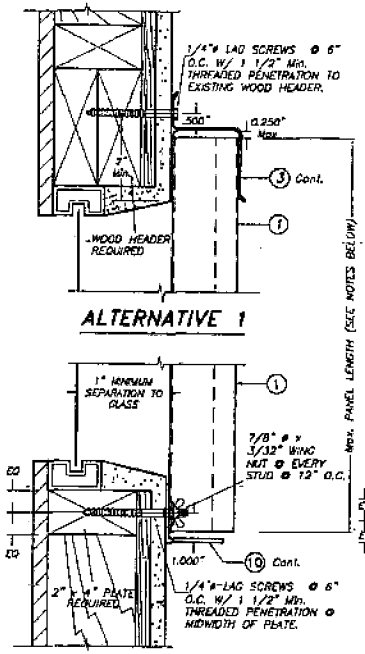 1/4"ø LAG SCREWS @ 6"
O.C. W/ 1 1/2" Min.
THREADED PENETRATION TO
EXISTING WOOD HEADER.
.500"
0.250"
Max
2"
Min.
3 Cont.
1
WOOD HEADER
REQUIRED
ALTERNATIVE 1
Max. PANEL LENGTH (SEE NOTES BELOW)
1" MINIMUM
SEPARATION TO
GLASS
1
7/8" ø x
3/32" WING
NUT @ EVERY
STUD @ 12" O.C.
EQ
EQ
1.000"
10 Cont.
2" x 4" PLATE
REQUIRED
1/4"ø LAG SCREWS @ 6"
O.C. W/ 1 1/2" Min.
THREADED PENETRATION @
MIDWIDTH OF PLATE.